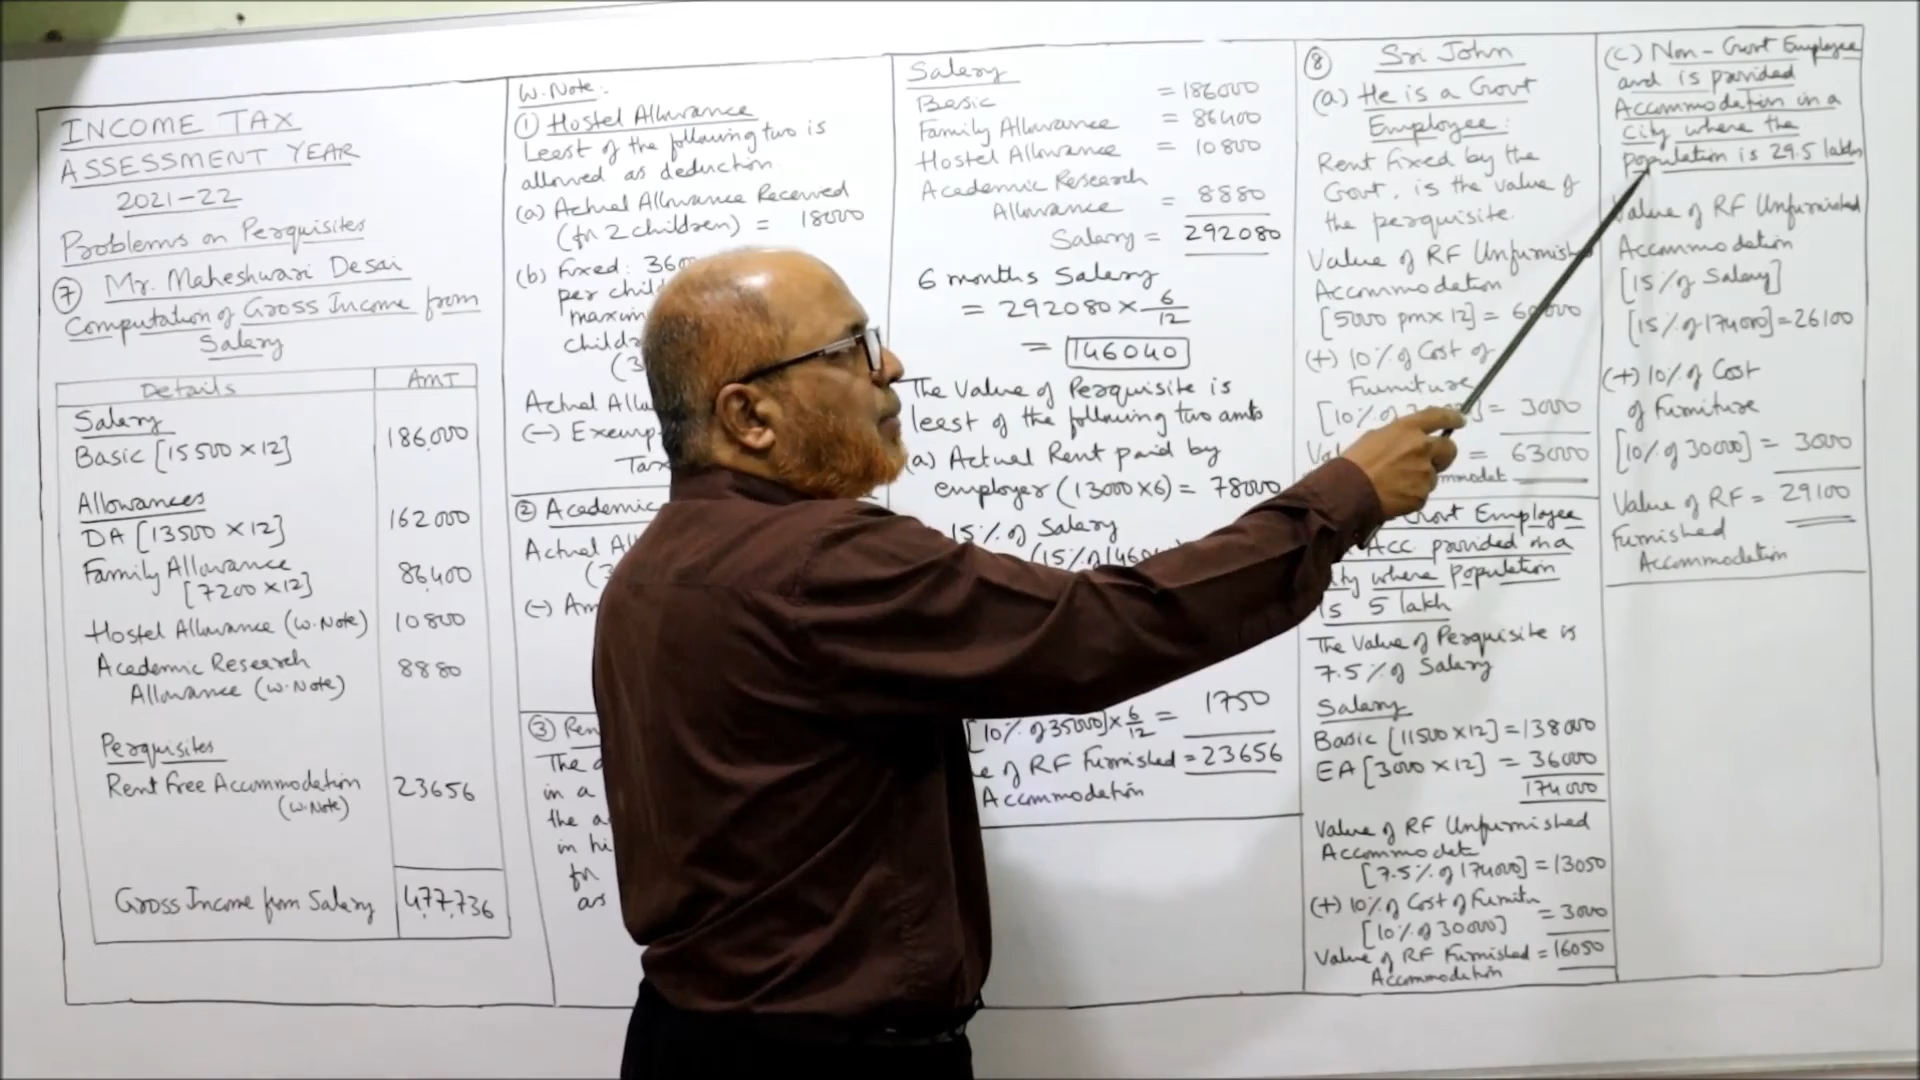 INCOME TAX
ASSESSMENT YEAR
2021-22
Problems on Perquisites
7 Mr. Maheshwari Desai
Computation of Gross Income from
Salary
Details AMT
Salary
Basic [15500 × 12] 186,000
Allowances
DA [13500 × 12] 162000
Family Allowance
[7200 × 12] 86,400
Hostel Allowance (W.Note) 10800
Academic Research
Allowance (W.Note) 8880
Perquisites
Rent Free Accommodation 23656
(W.Note)
Gross Income from Salary 4,77,736
W.Note:
① Hostel Allowance
Least of the following two is
allowed as deduction
(a) Actual Allowance Received
(for 2 children) = 18000
(b) Fixed:
per
Actual
(-)
② Academic
Actual
(-)
③
The
in a
the
in
for
as
Salary
Basic = 186000
Family Allowance = 86400
Hostel Allowance = 10800
Academic Research
Allowance = 8880
Salary = 292080
6 months Salary
= 292080 × 6/12
= 146040
The Value of Perquisite is
least of the following two amts
(a) Actual Rent paid by
employer (13000×6) = 78000
15% of Salary
(15% of
1750
[10% of 35000] × 6/12 =
of RF Furnished = 23656
Accommodation
8 Sri John
(a) He is a Govt
Employee:
Rent fixed by the
Govt. is the value of
the perquisite.
Value of RF Unfurnished
Accommodation
[5000 pm×12] = 60000
(+) 10% of Cost of
Furniture
[10% of = 3000
= 63000
Govt Employee
Acc. provided in a
where Population
is 5 lakh
The Value of Perquisite is
7.5% of Salary
Salary
Basic [11500×12] = 138000
EA [3000 × 12] = 36000
174000
Value of RF Unfurnished
Accommodat
[7.5% of 174000] = 13050
(+) 10% of Cost of Furnitu
[10% of 30000] = 3000
Value of RF Furnished = 16050
Accommodation
(C) Non-Govt Employee
and is provided
Accommodation in a
city where the
population is 29.5 lakh
Value of RF Unfurnished
Accommodation
[15% of Salary]
[15% of 174000] = 26100
(+) 10% of Cost
of Furniture
[10% of 30000] = 3000
Value of RF = 29100
Furnished
Accommodation